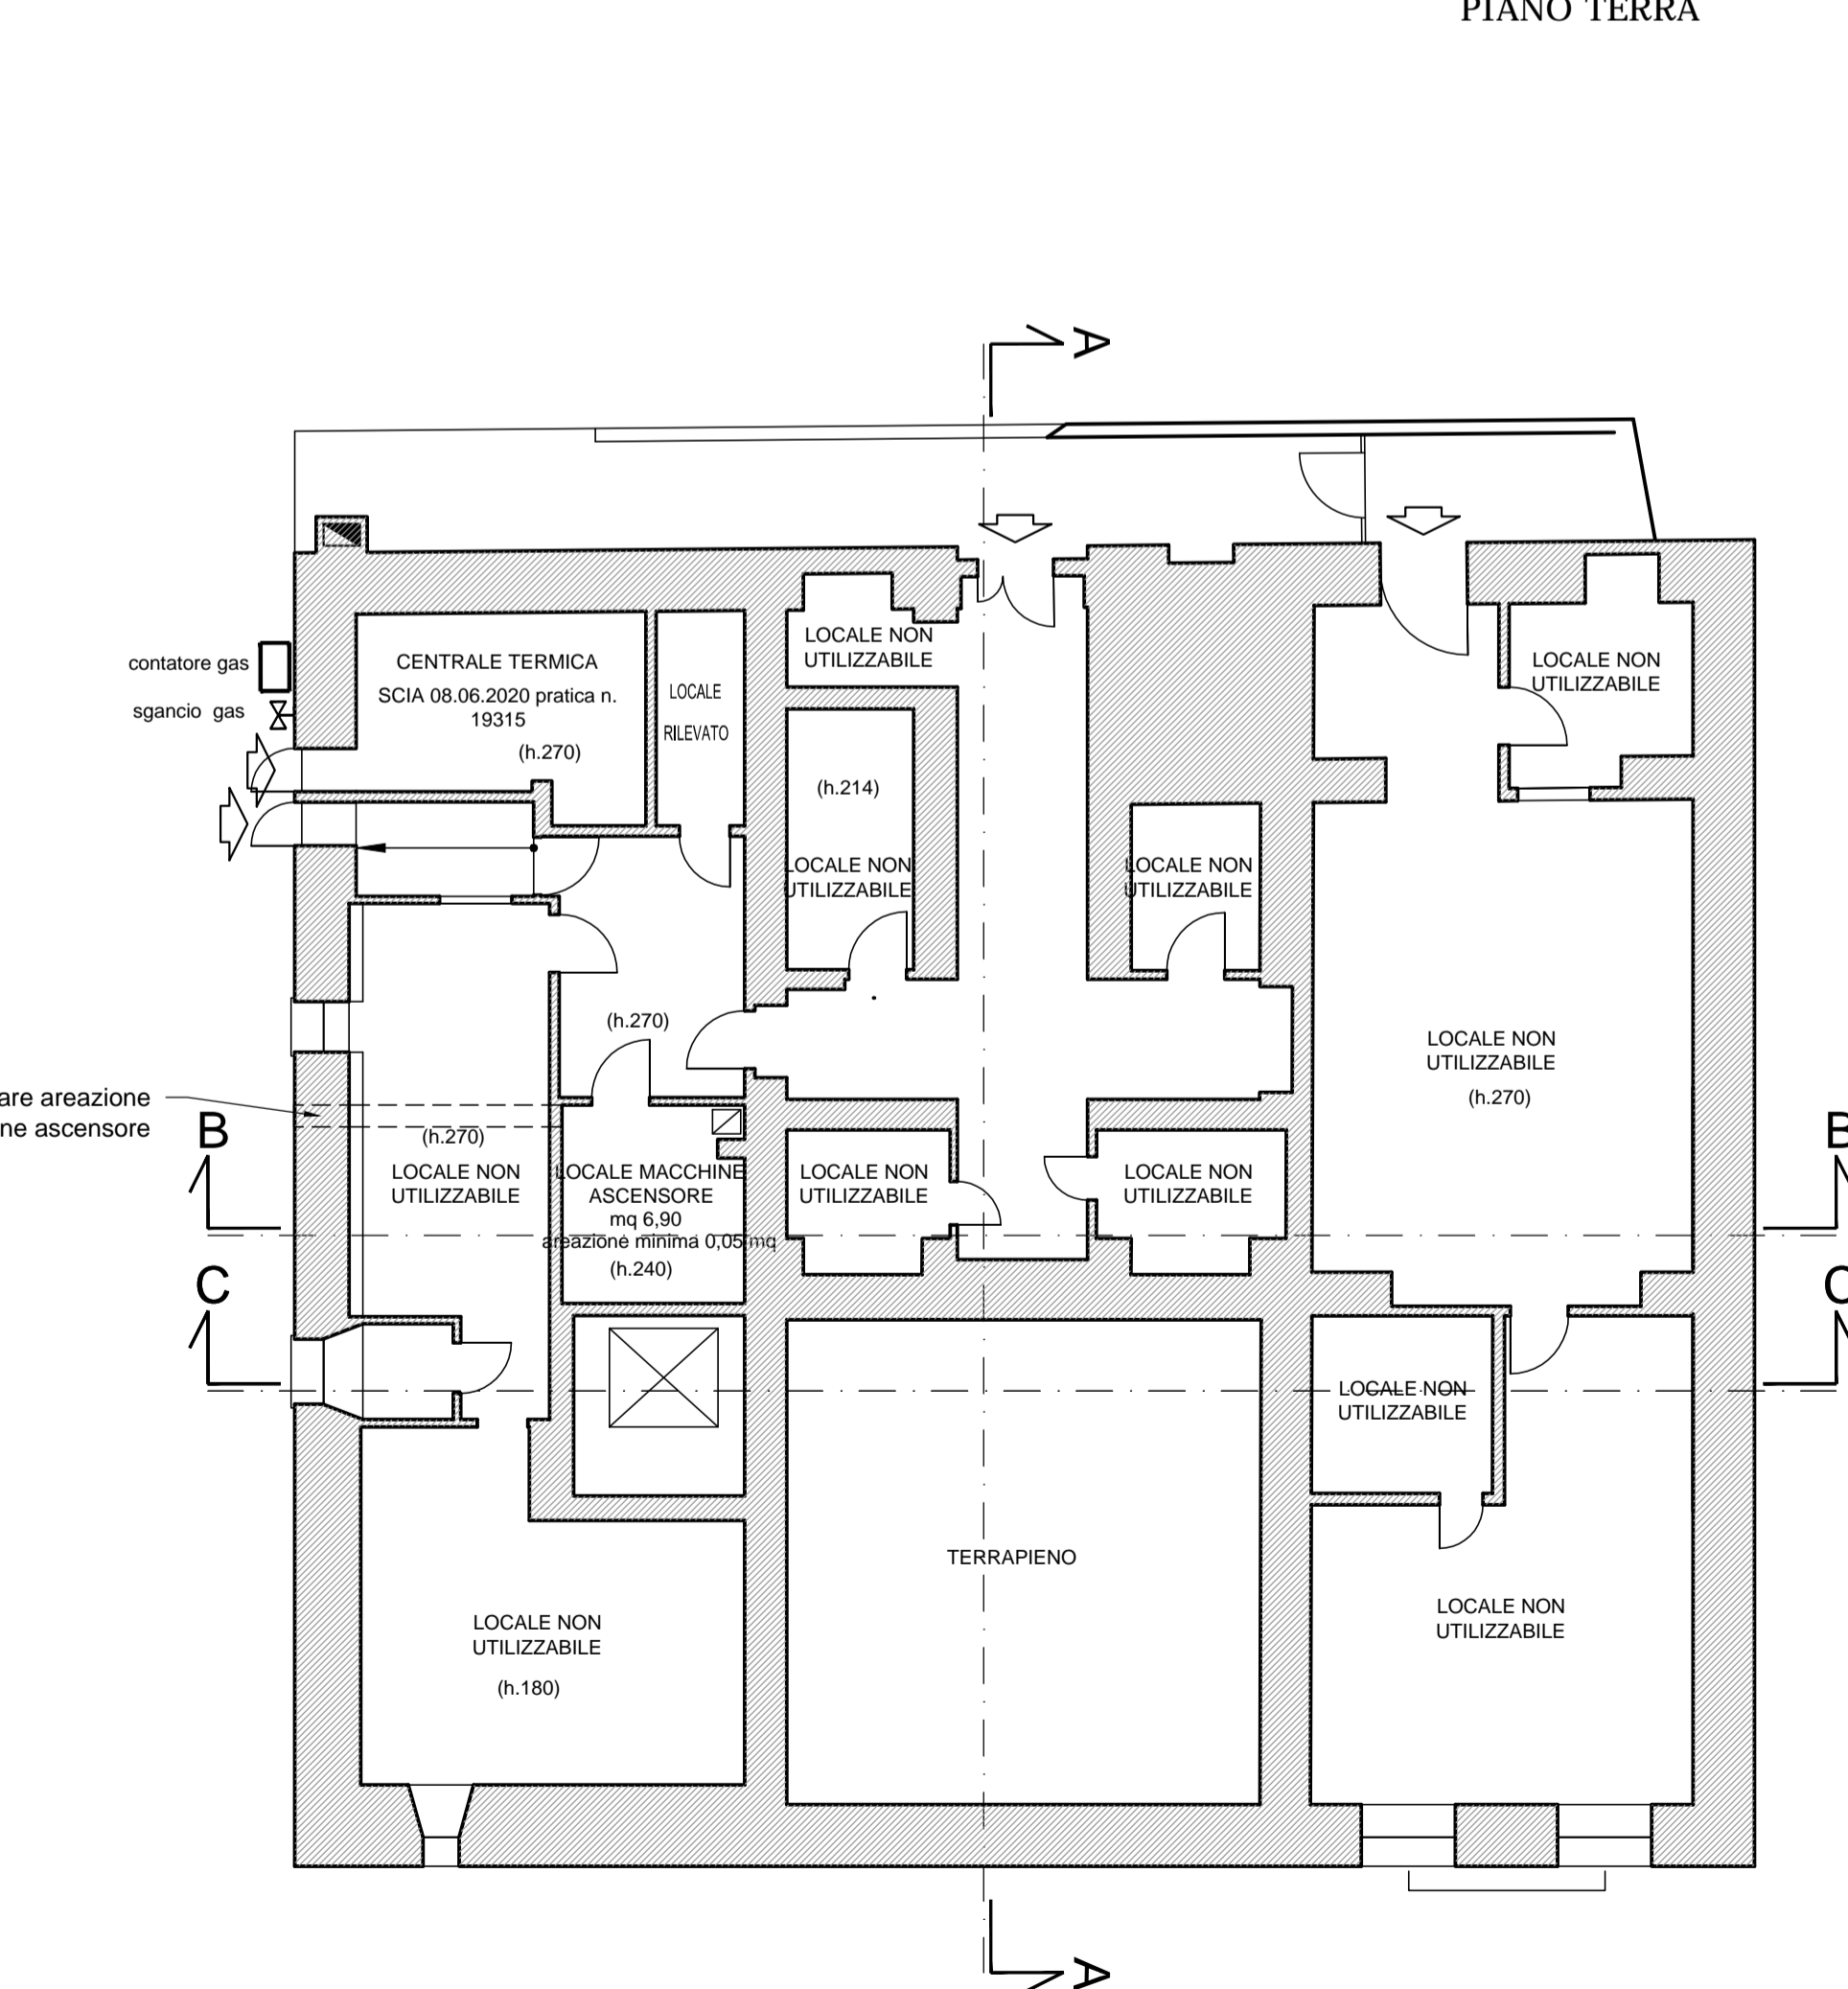 PIANO TERRA
A
contatore gas
sgancio gas
CENTRALE TERMICA
SCIA 08.06.2020 pratica n.
19315
(h.270)
LOCALE
RILEVATO
LOCALE NON
UTILIZZABILE
LOCALE NON
UTILIZZABILE
(h.214)
LOCALE NON
UTILIZZABILE
LOCALE NON
UTILIZZABILE
(h.270)
LOCALE NON
UTILIZZABILE
(h.270)
areazione
ascensore
B
B
(h.270)
LOCALE NON
UTILIZZABILE
LOCALE MACCHINE
ASCENSORE
mq 6,90
areazione minima 0,05 mq
(h.240)
LOCALE NON
UTILIZZABILE
LOCALE NON
UTILIZZABILE
C
C
LOCALE NON
UTILIZZABILE
TERRAPIENO
LOCALE NON
UTILIZZABILE
(h.180)
LOCALE NON
UTILIZZABILE
A